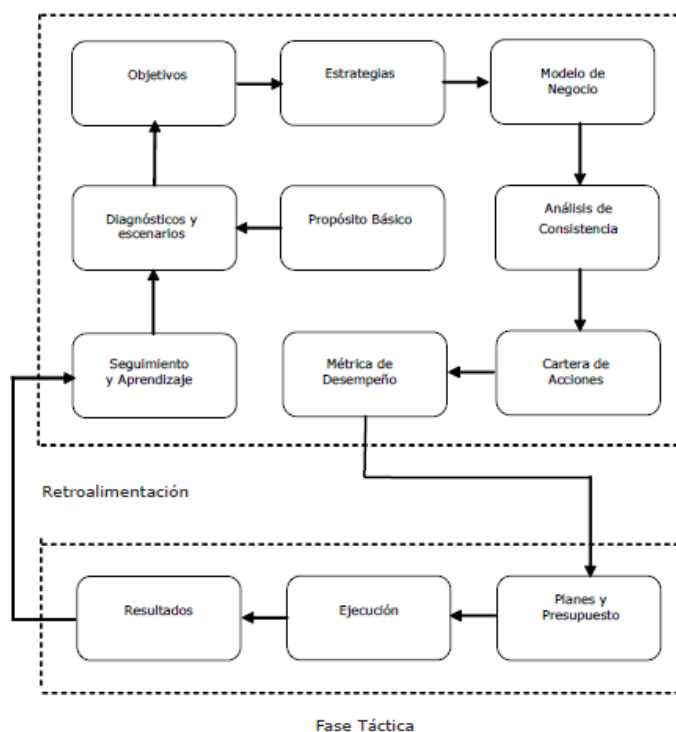 Objetivos
Estrategias
Modelo de
Negocio
Diagnósticos y
escenarios
Propósito Básico
Análisis de
Consistencia
Seguimiento
y Aprendizaje
Métrica de
Desempeño
Cartera de
Acciones
Retroalimentación
Resultados
Ejecución
Planes y
Presupuesto
Fase Táctica